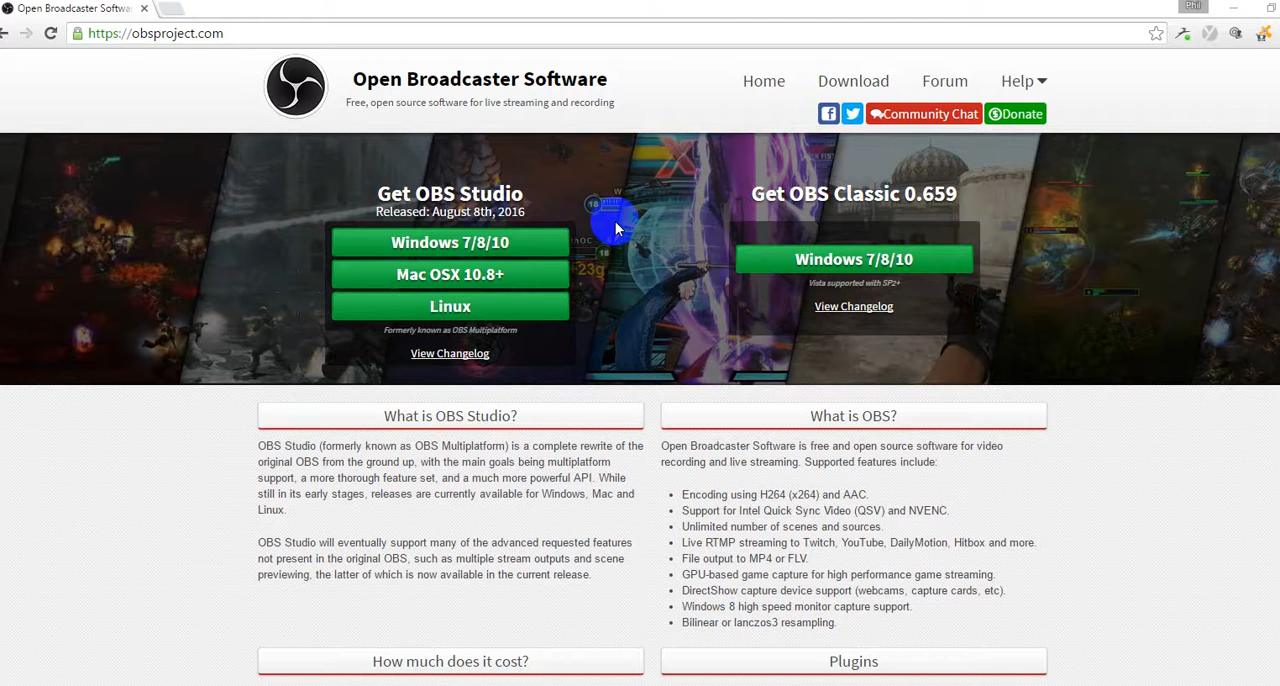 Open Broadcaster Softwa
Phil
https://obsproject.com
Open Broadcaster Software
Free, open source software for live streaming and recording
Home
Download
Forum
Help
Community Chat
Donate
Get OBS Studio
Released: August 8th, 2016
Windows 7/8/10
Mac OSX 10.8+
Linux
Formerly known as OBS Multiplatform
View Changelog
W
18
18
23g
Get OBS Classic 0.659
Windows 7/8/10
Vista supported with SP2+
View Changelog
What is OBS Studio?
OBS Studio (formerly known as OBS Multiplatform) is a complete rewrite of the
original OBS from the ground up, with the main goals being multiplatform
support, a more thorough feature set, and a much more powerful API. While
still in its early stages, releases are currently available for Windows, Mac and
Linux.
OBS Studio will eventually support many of the advanced requested features
not present in the original OBS, such as multiple stream outputs and scene
previewing, the latter of which is now available in the current release.
What is OBS?
Open Broadcaster Software is free and open source software for video
recording and live streaming. Supported features include:
• Encoding using H264 (x264) and AAC.
• Support for Intel Quick Sync Video (QSV) and NVENC.
• Unlimited number of scenes and sources.
• Live RTMP streaming to Twitch, YouTube, DailyMotion, Hitbox and more.
• File output to MP4 or FLV.
• GPU-based game capture for high performance game streaming.
• DirectShow capture device support (webcams, capture cards, etc).
• Windows 8 high speed monitor capture support.
• Bilinear or lanczos3 resampling.
How much does it cost?
Plugins